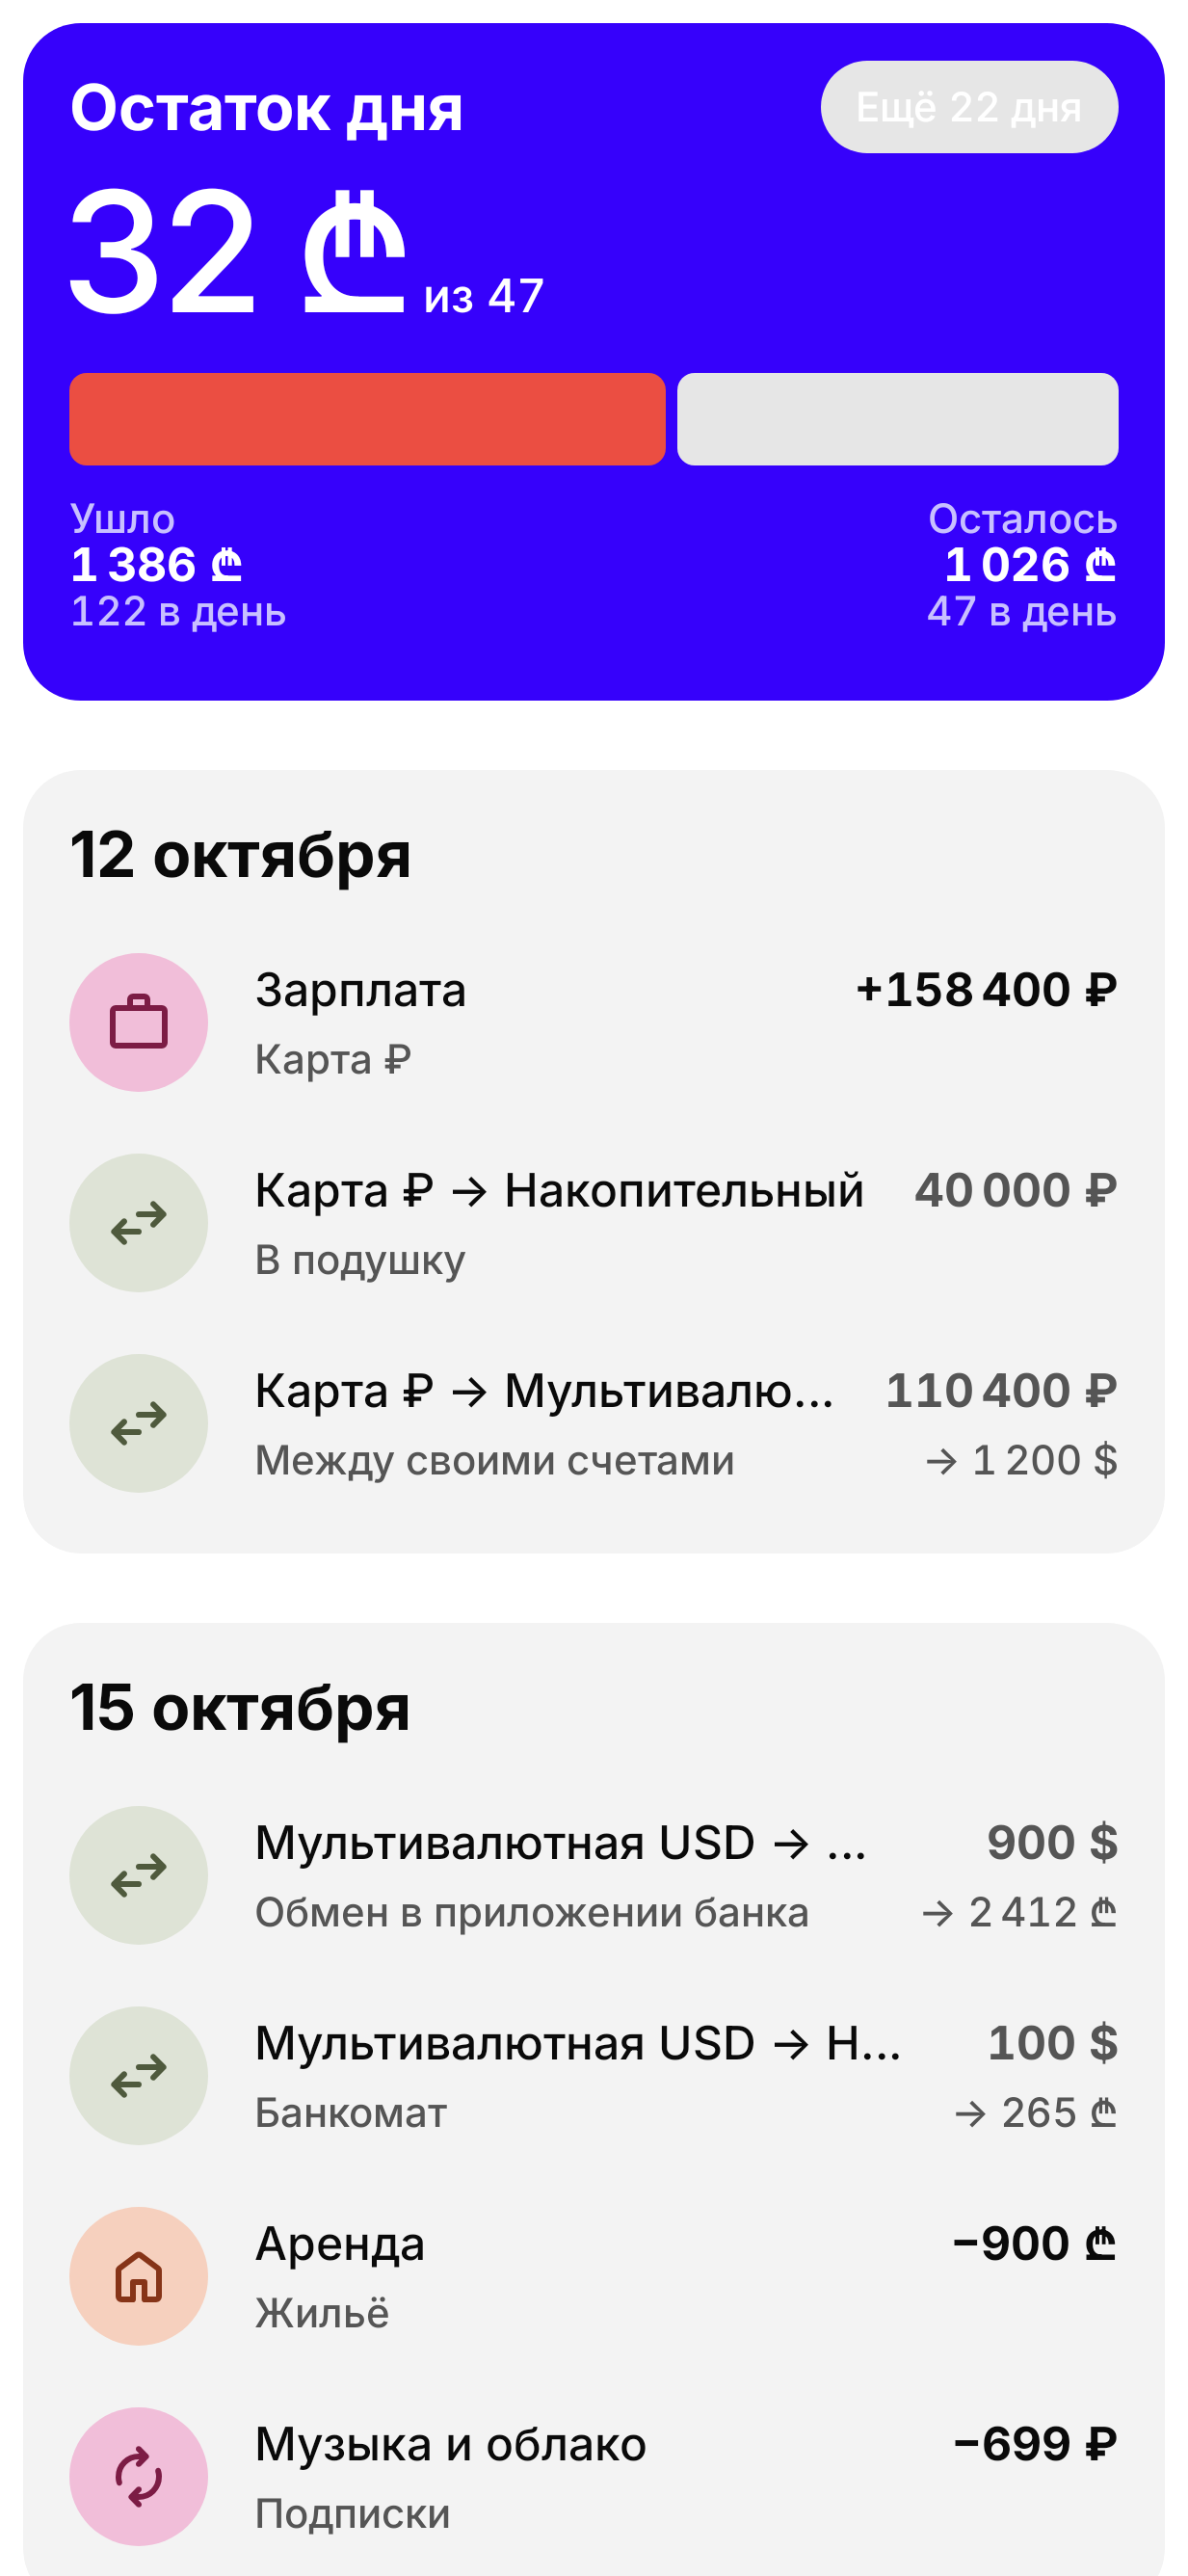 Остаток дня
Ещё 22 дня
32 ₾ из 47
Ушло
Осталось
1 386 ₾
1 026 ₾
122 в день
47 в день
12 октября
Зарплата
+158 400 ₽
Карта ₽
Карта ₽ → Накопительный
40 000 ₽
В подушку
Карта ₽ → Мультивалю...
110 400 ₽
Между своими счетами
→ 1 200 $
15 октября
Мультивалютная USD → ...
900 $
Обмен в приложении банка
→ 2 412 ₾
Мультивалютная USD → Н...
100 $
Банкомат
→ 265 ₾
Аренда
−900 ₾
Жильё
Музыка и облако
−699 ₽
Подписки